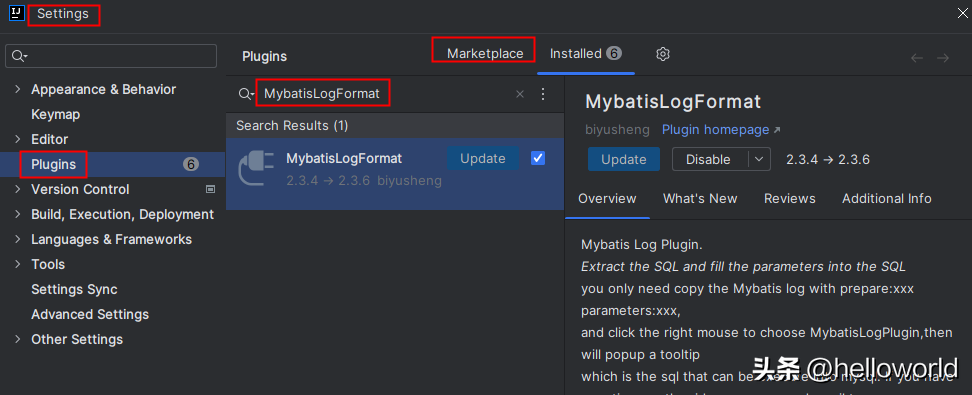 IJ
Settings
Plugins
Marketplace
Installed 6
Appearance & Behavior
Keymap
Editor
Plugins 6
Version Control
Build, Execution, Deployment
Languages & Frameworks
Tools
Settings Sync
Advanced Settings
Other Settings
MybatisLogFormat
Search Results (1)
MybatisLogFormat
Update
2.3.4 → 2.3.6 biyusheng
MybatisLogFormat
biyusheng Plugin homepage ↗
Update Disable 2.3.4 → 2.3.6
Overview What's New Reviews Additional Info
Mybatis Log Plugin.
Extract the SQL and fill the parameters into the SQL
you only need copy the Mybatis log with prepare:xxx
parameters:xxx,
and click the right mouse to choose MybatisLogPlugin,then
will popup a tooltip
which is the sql that can be mysql. If you have
头条 @helloworld